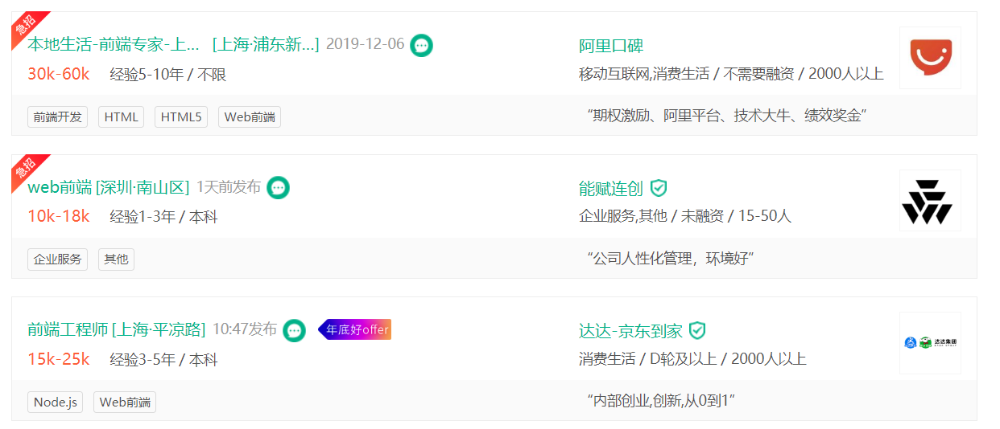 急招
本地生活-前端专家-上... [上海·浦东新...] 2019-12-06
30k-60k 经验5-10年 / 不限
阿里口碑
移动互联网,消费生活 / 不需要融资 / 2000人以上
前端开发 HTML HTML5 Web前端
“期权激励、阿里平台、技术大牛、绩效奖金”
急招
web前端 [深圳·南山区] 1天前发布
10k-18k 经验1-3年 / 本科
能赋连创
企业服务,其他 / 未融资 / 15-50人
企业服务 其他
“公司人性化管理，环境好”
前端工程师 [上海·平凉路] 10:47发布 年底好offer
15k-25k 经验3-5年 / 本科
达达-京东到家
消费生活 / D轮及以上 / 2000人以上
达达集团
Node.js Web前端
“内部创业,创新,从0到1”